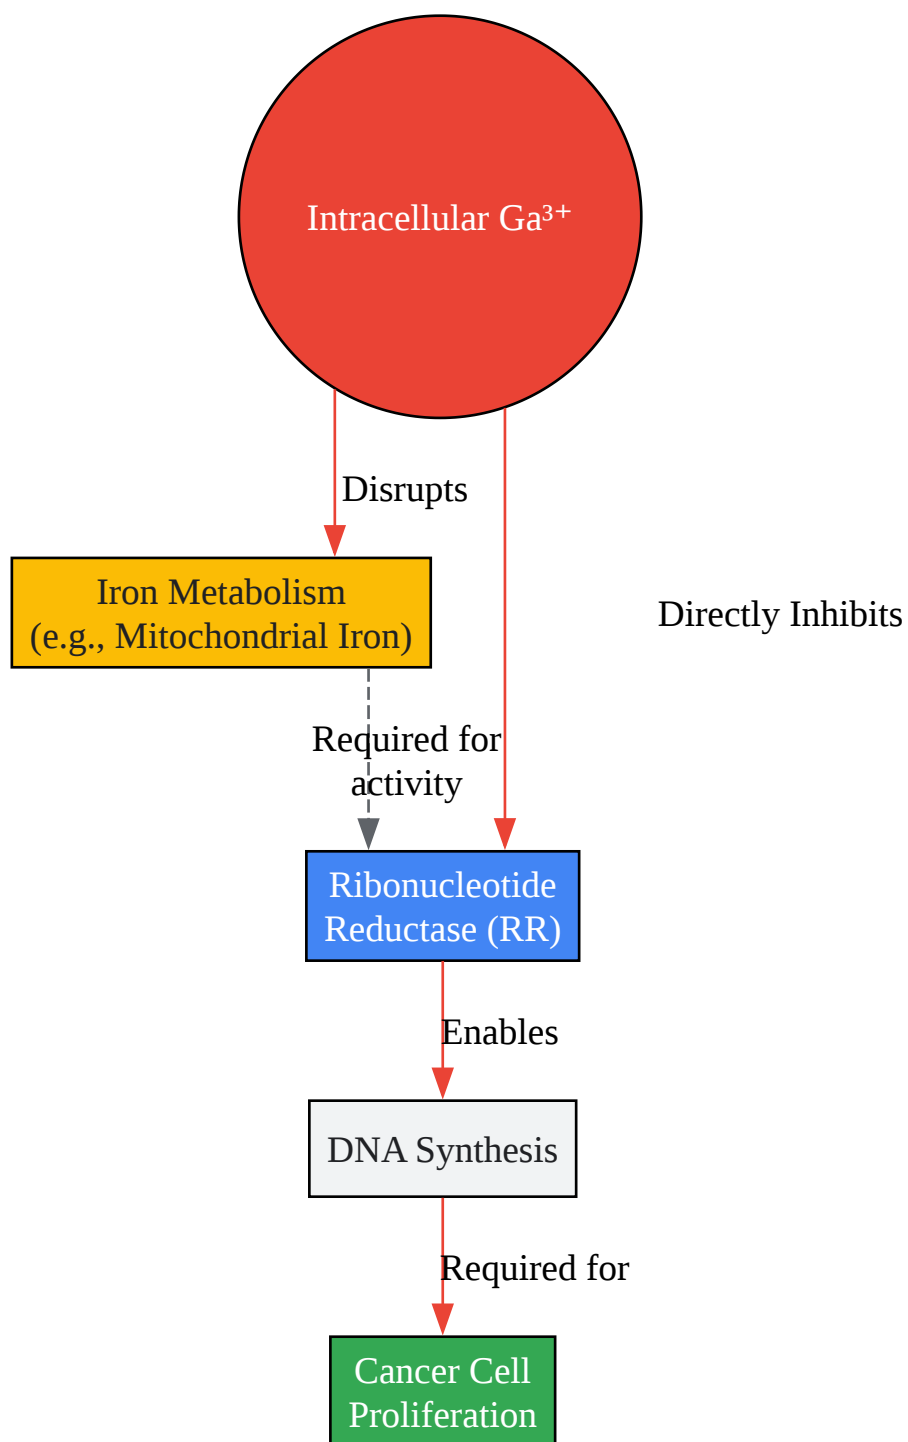 Intracellular Ga³⁺
Disrupts
Iron Metabolism
(e.g., Mitochondrial Iron)
Directly Inhibits
Required for
activity
Ribonucleotide
Reductase (RR)
Enables
DNA Synthesis
Required for
Cancer Cell
Proliferation